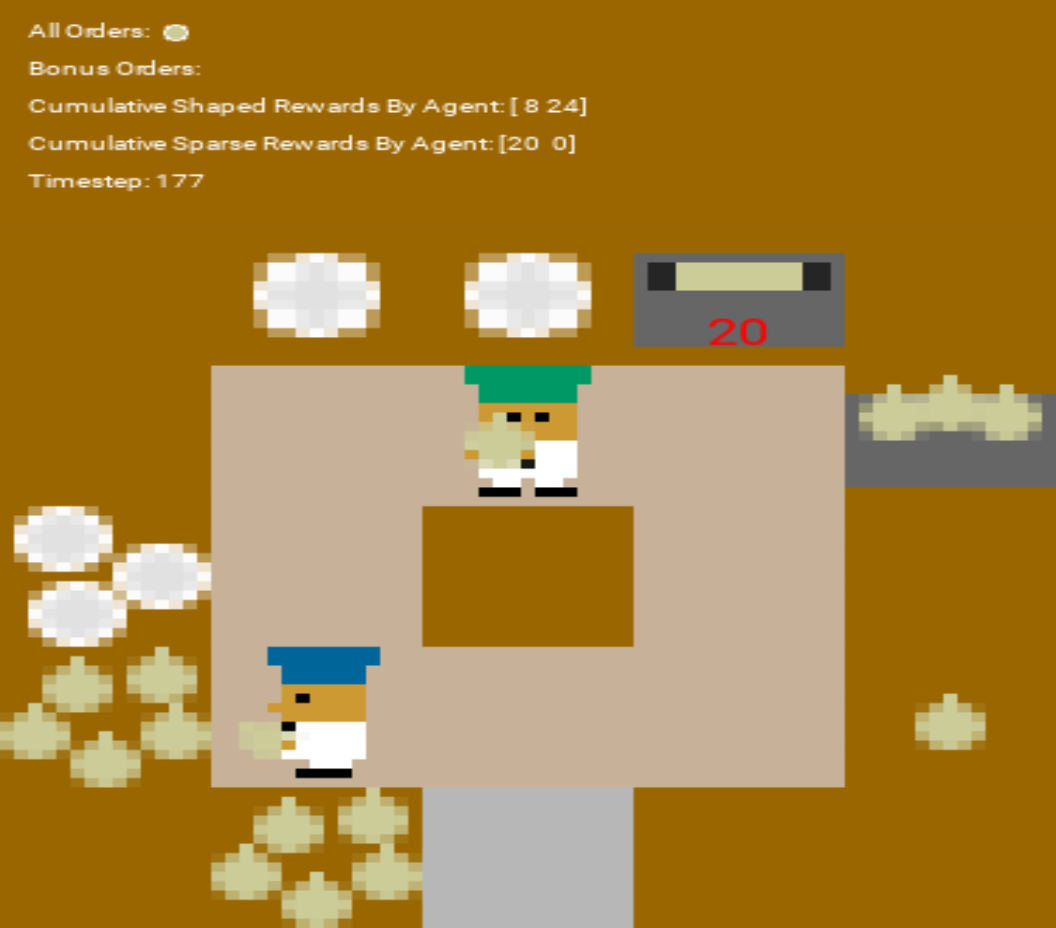 All Orders:
Bonus Orders:
Cumulative Shaped Rewards By Agent: [ 8 24]
Cumulative Sparse Rewards By Agent: [20  0]
Timestep: 177
20